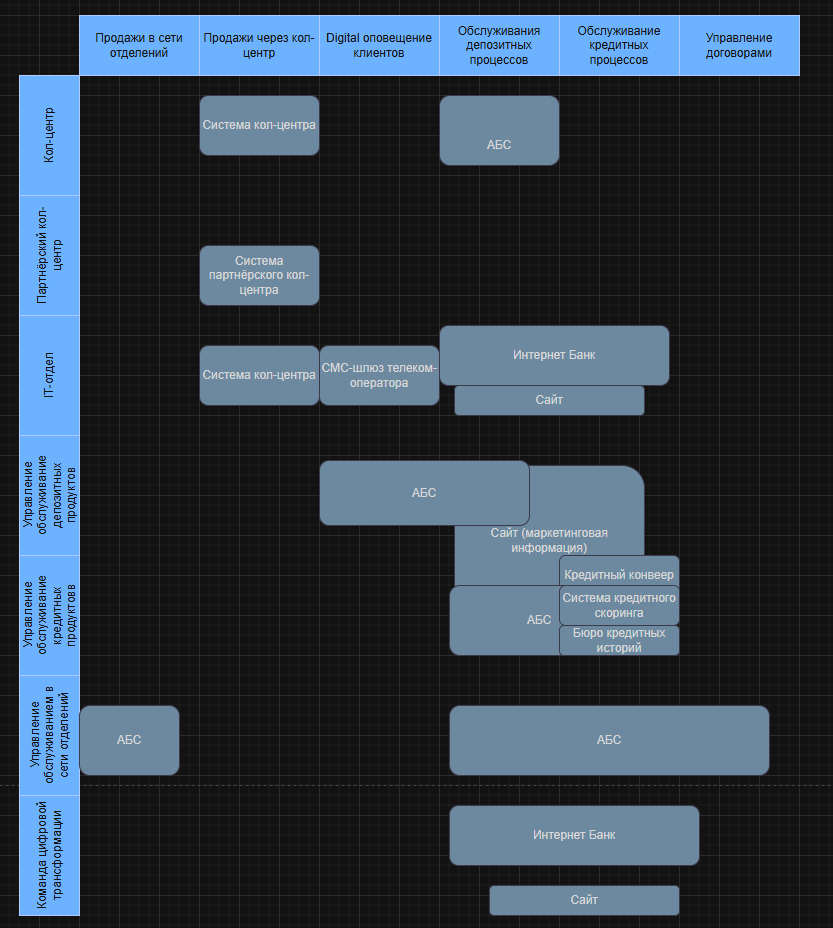 Продажи в сети
отделений
Продажи через кол-
центр
Digital оповещение
клиентов
Обслуживания
депозитных
процессов
Обслуживание
кредитных
процессов
Управление
договорами
Кол-центр
Система кол-центра
АБС
Партнёрский кол-
центр
Система
партнёрского кол-
центра
IT-отдел
Система кол-центра
СМС-шлюз телеком-
оператора
Интернет Банк
Сайт
Управление
обслуживание
депозитных
продуктов
АБС
Сайт (маркетинговая
информация)
Управление
обслуживание
кредитных
продуктовв
Кредитный конвеер
АБС
Система кредитного
скоринга
Бюро кредитных
историй
Управление
обслуживанием в
сети отделений
АБС
АБС
Команда цифровой
трансформации
Интернет Банк
Сайт